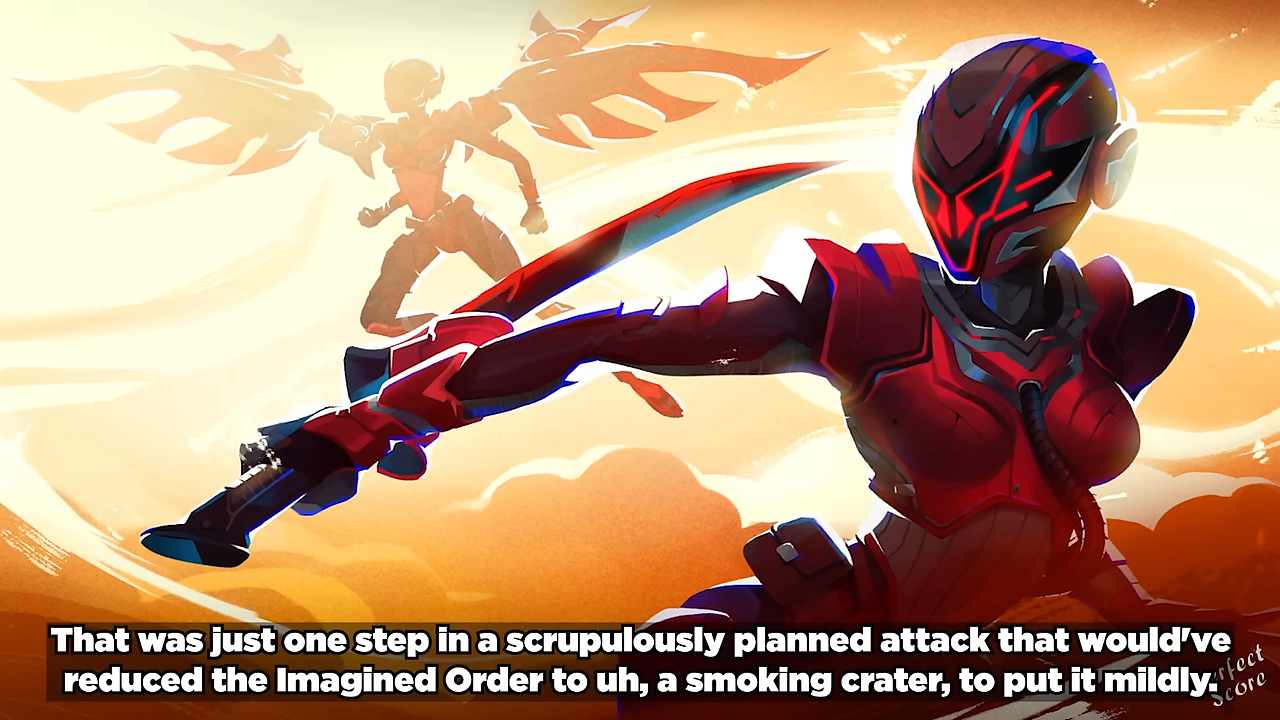 That was just one step in a scrupulously planned attack that would've
reduced the Imagined Order to uh, a smoking crater, to put it mildly.
Score